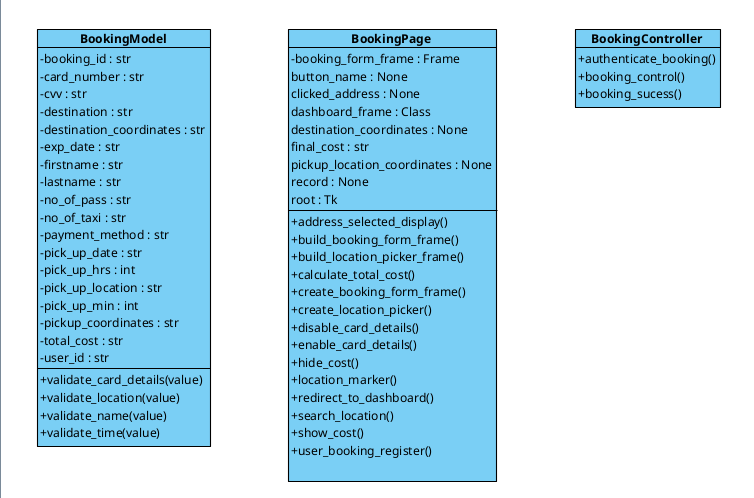 BookingModel
-booking_id : str
-card_number : str
-cvv : str
-destination : str
-destination_coordinates : str
-exp_date : str
-firstname : str
-lastname : str
-no_of_pass : str
-no_of_taxi : str
-payment_method : str
-pick_up_date : str
-pick_up_hrs : int
-pick_up_location : str
-pick_up_min : int
-pickup_coordinates : str
-total_cost : str
-user_id : str
+validate_card_details(value)
+validate_location(value)
+validate_name(value)
+validate_time(value)
BookingPage
-booking_form_frame : Frame
button_name : None
clicked_address : None
dashboard_frame : Class
destination_coordinates : None
final_cost : str
pickup_location_coordinates : None
record : None
root : Tk
+address_selected_display()
+build_booking_form_frame()
+build_location_picker_frame()
+calculate_total_cost()
+create_booking_form_frame()
+create_location_picker()
+disable_card_details()
+enable_card_details()
+hide_cost()
+location_marker()
+redirect_to_dashboard()
+search_location()
+show_cost()
+user_booking_register()
BookingController
+authenticate_booking()
+booking_control()
+booking_sucess()